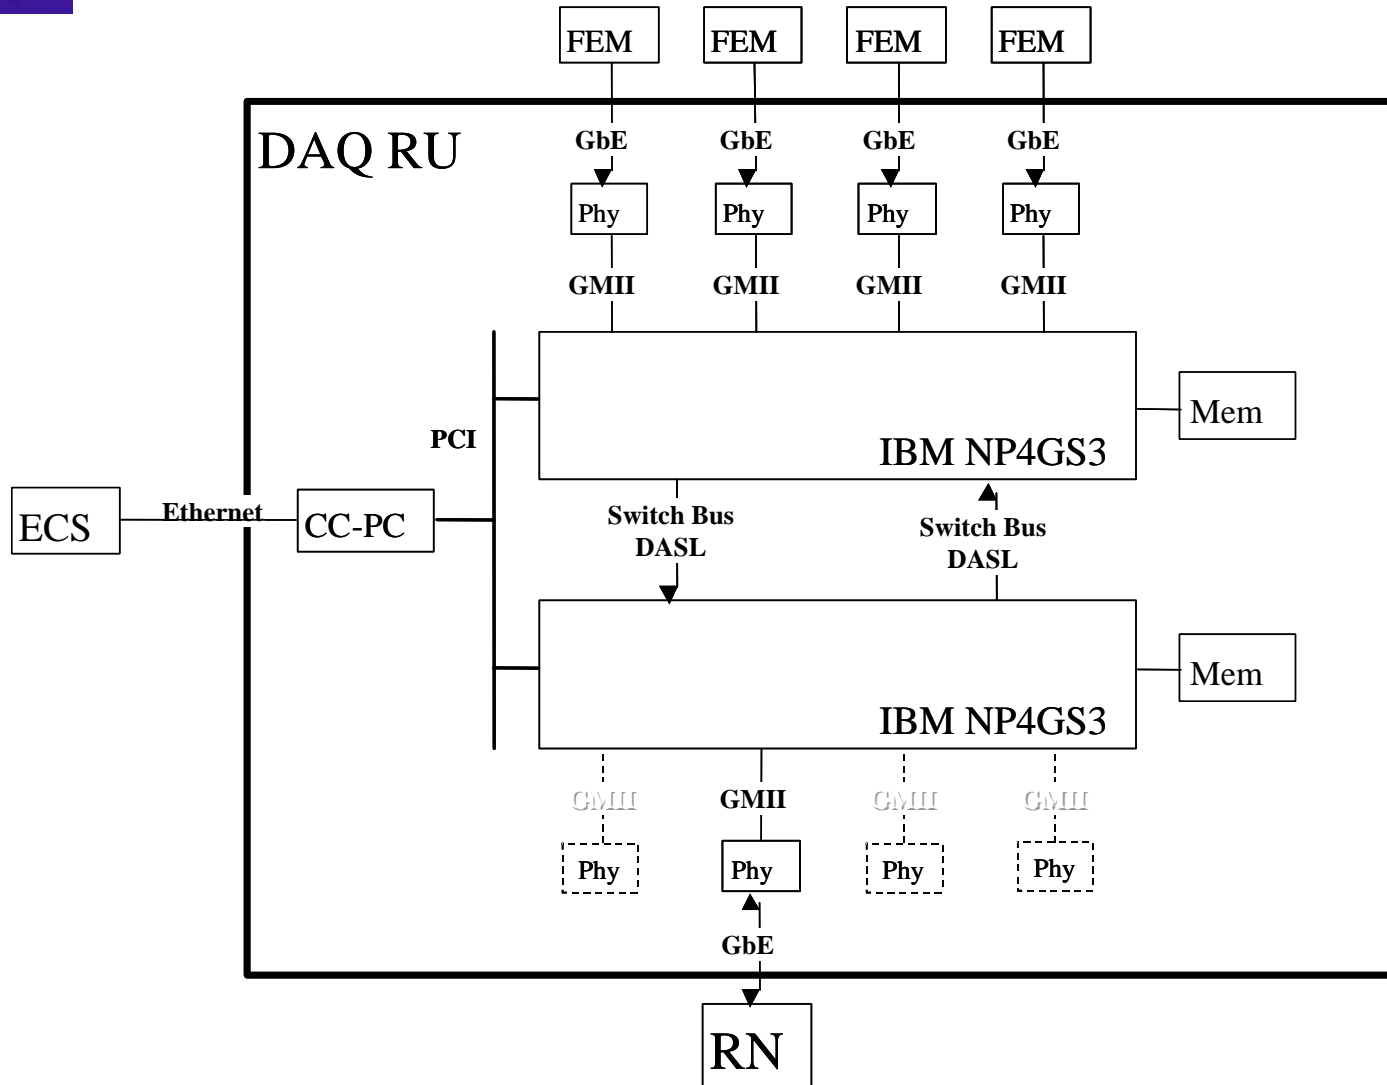 FEM FEM FEM FEM
DAQ RU
GbE GbE GbE GbE
Phy Phy Phy Phy
GMII GMII GMII GMII
Mem
PCI
IBM NP4GS3
ECS
Ethernet
CC-PC
Switch Bus
DASL
Switch Bus
DASL
Mem
IBM NP4GS3
GMII GMII GMII GMII
Phy Phy Phy Phy
GbE
RN